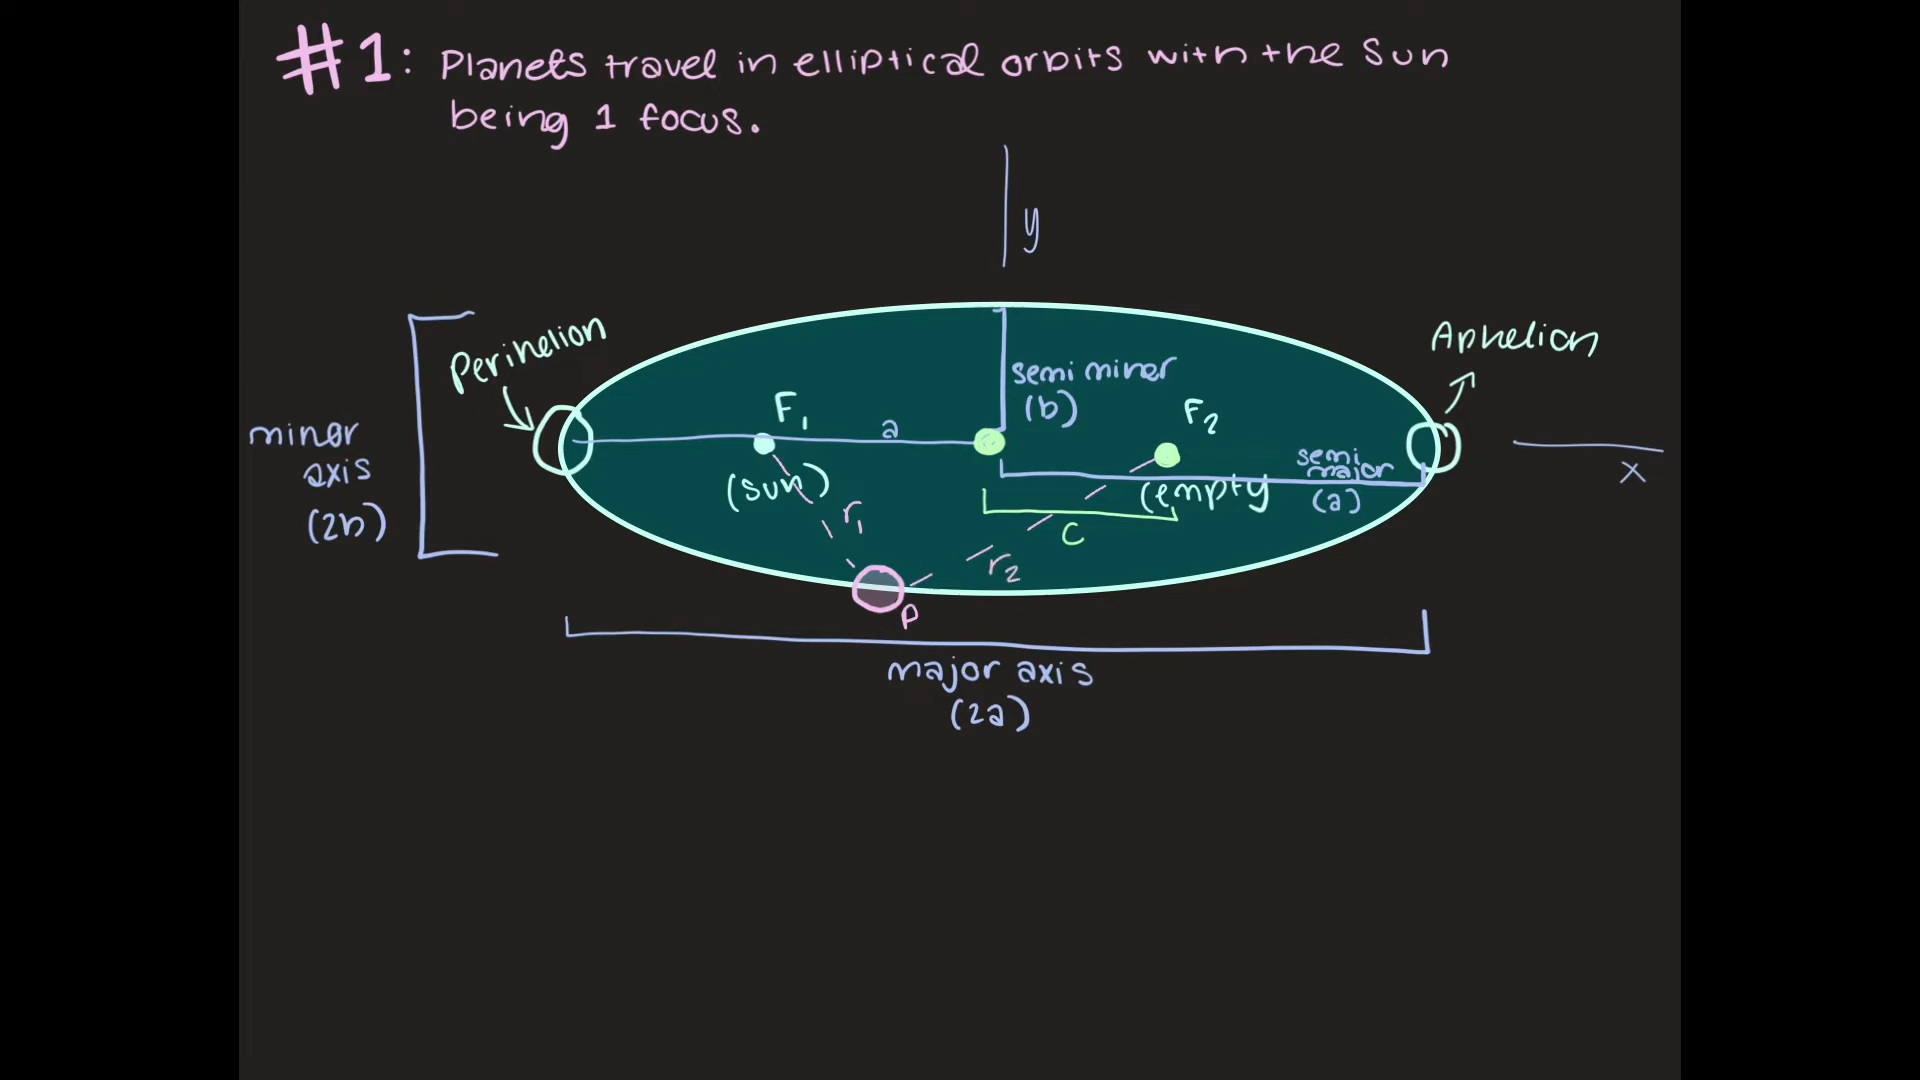 #1: Planets travel in elliptical orbits with the sun
being 1 focus.
y
Perihelion
Aphelion
semi minor
(b)
F₁
a
F₂
minor
axis
(2b)
(sun)
(empty
semi
major
(a)
x
r₁
c
r₂
P
major axis
(2a)